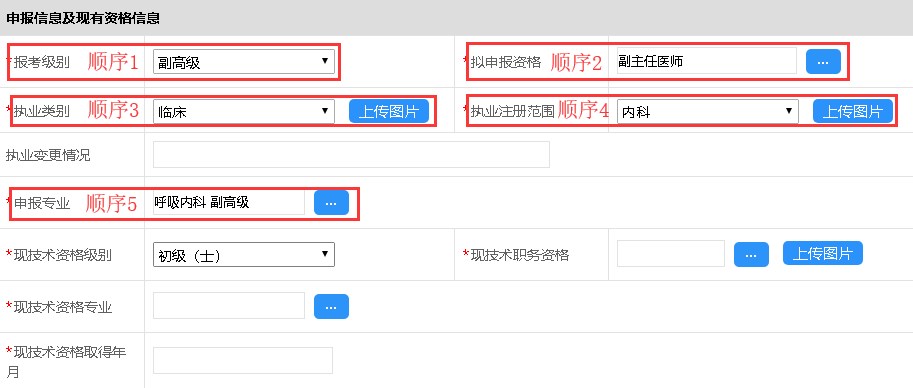 申报信息及现有资格信息
*报考级别 顺序1 副高级 *拟申报资格 顺序2 副主任医师 ...
*执业类别 顺序3 临床 上传图片 *执业注册范围 顺序4 内科 上传图片
执业变更情况
*申报专业 顺序5 呼吸内科 副高级 ...
*现技术资格级别 初级（士） *现技术职务资格 ... 上传图片
*现技术资格专业 ...
*现技术资格取得年
月